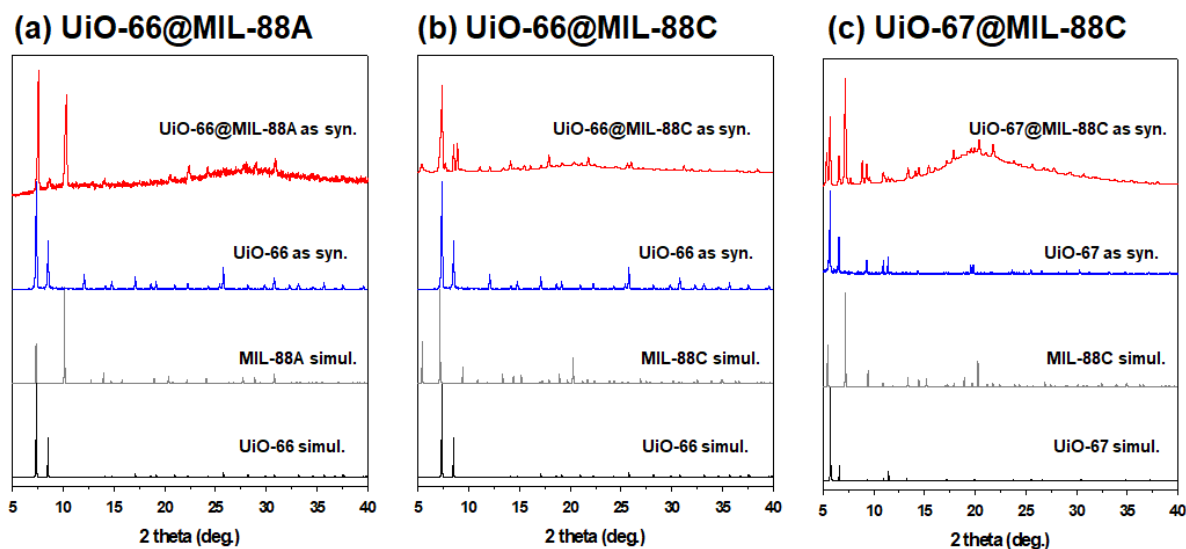 (a) UiO-66@MIL-88A
(b) UiO-66@MIL-88C
(c) UiO-67@MIL-88C
UiO-66@MIL-88A as syn.
UiO-66 as syn.
MIL-88A simul.
UiO-66 simul.
5 10 15 20 25 30 35 40
2 theta (deg.)
UiO-66@MIL-88C as syn.
UiO-66 as syn.
MIL-88C simul.
UiO-66 simul.
5 10 15 20 25 30 35 40
2 theta (deg.)
UiO-67@MIL-88C as syn.
UiO-67 as syn.
MIL-88C simul.
UiO-67 simul.
5 10 15 20 25 30 35 40
2 theta (deg.)